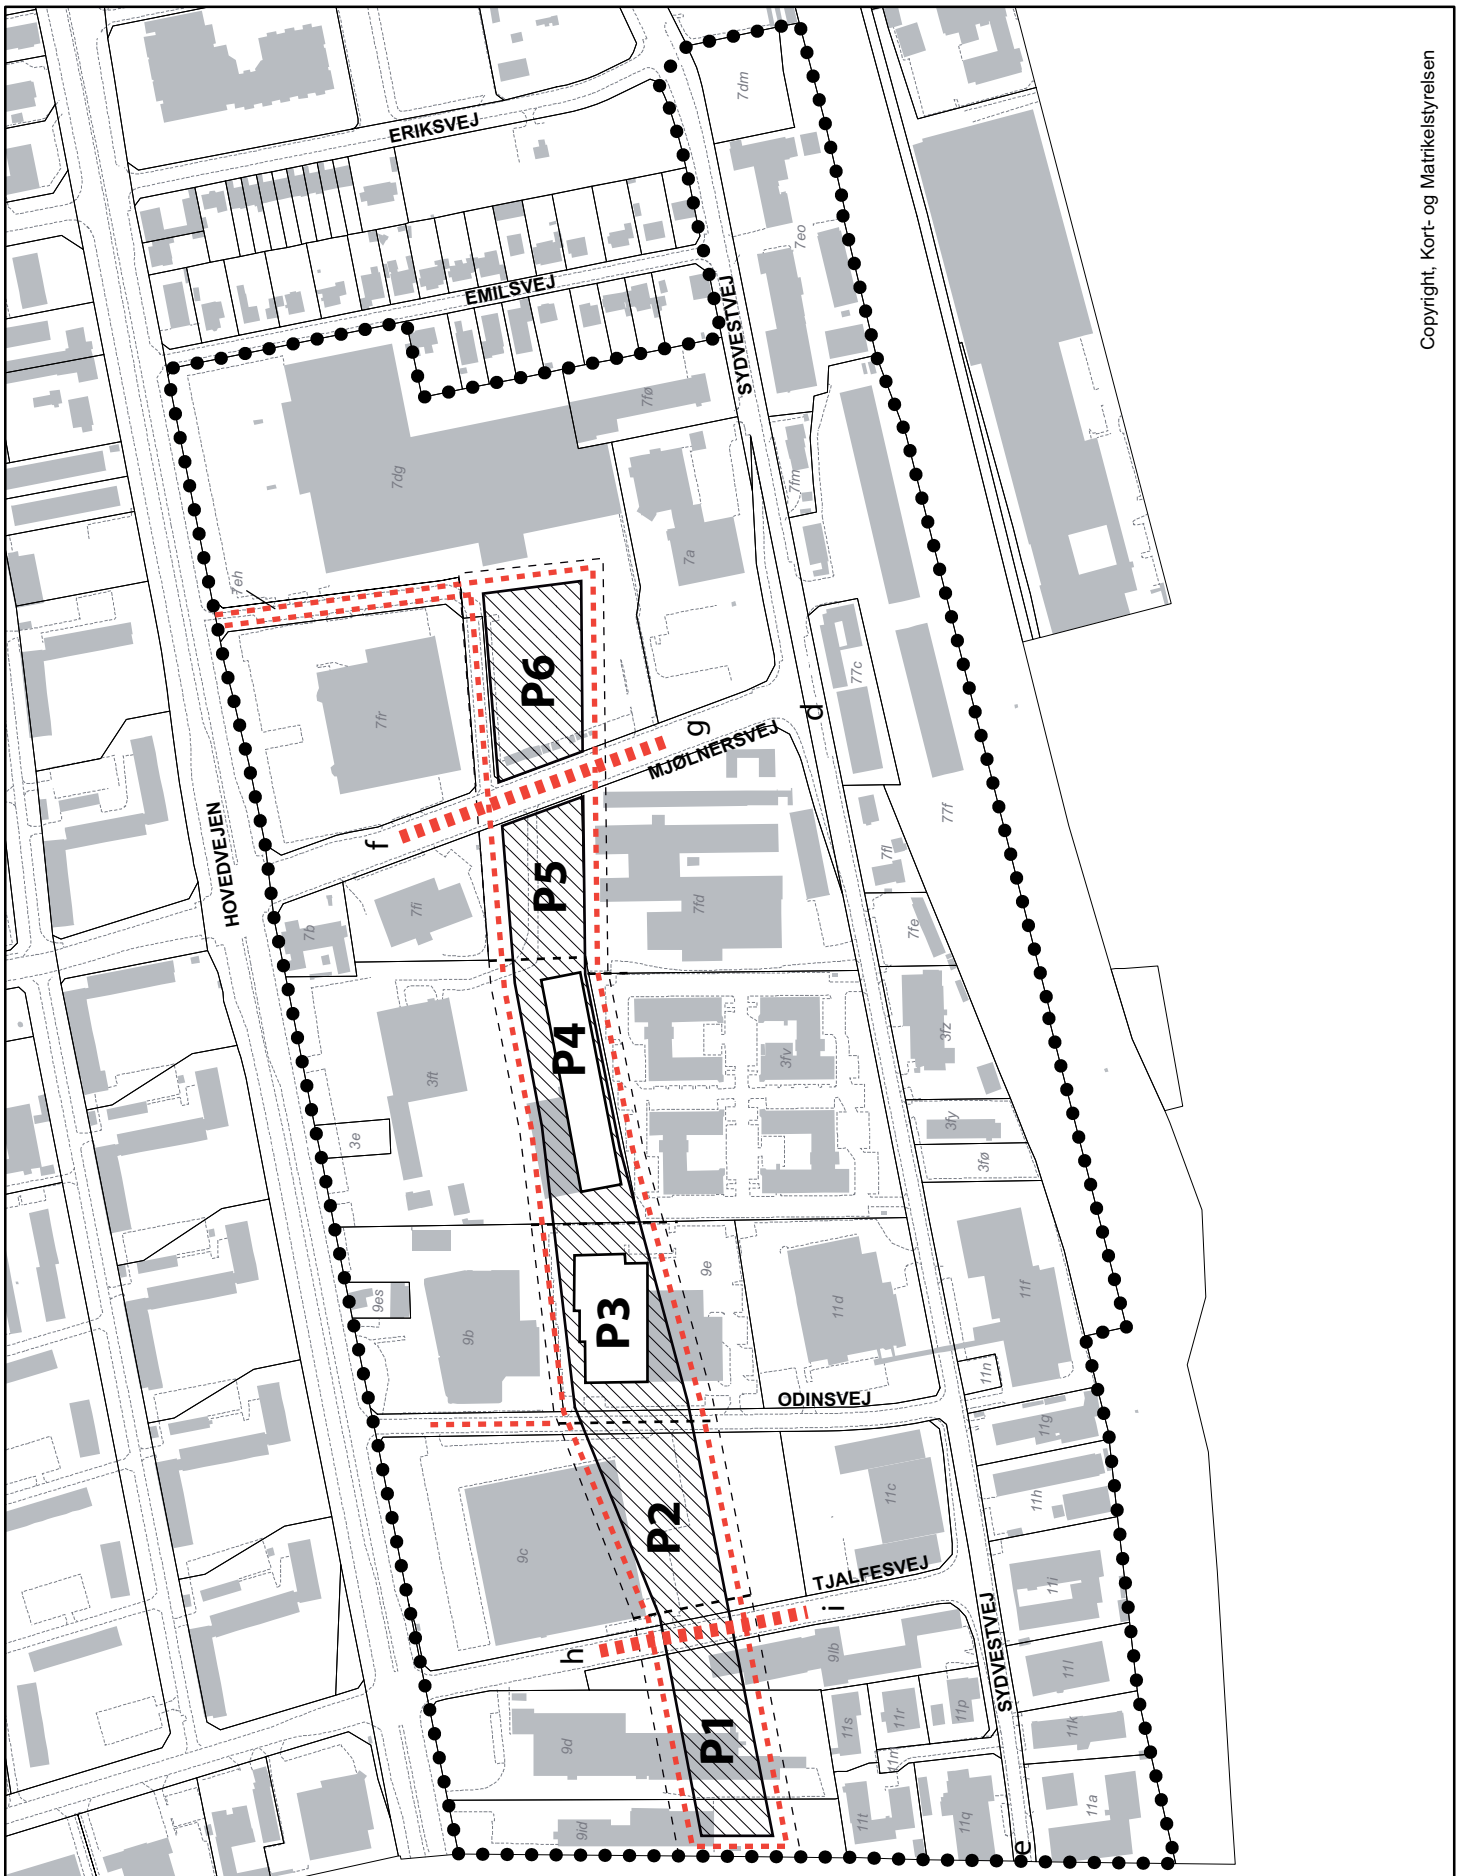 Copyright, Kort- og Matrikelstyrelsen
ERIKSVEJ
EMILSVEJ
SYDVESTVEJ
HOVEDVEJEN
MJØLNERSVEJ
ODINSVEJ
TJALFESVEJ
SYDVESTVEJ
7dm
7eo
7dg
7fø
7fm
7eh
7a
7fr
P6
77c
d
g
f
77f
7fl
7fi
7b
P5
7fd
7fe
3ft
P4
3fv
3fz
3e
3fy
3fø
9es
9b
P3
9e
11d
11f
11n
11g
9c
P2
11c
11h
i
h
11i
9lb
11l
9d
P1
11s
11r
11p
11k
11m
9id
11t
11q
e
11a